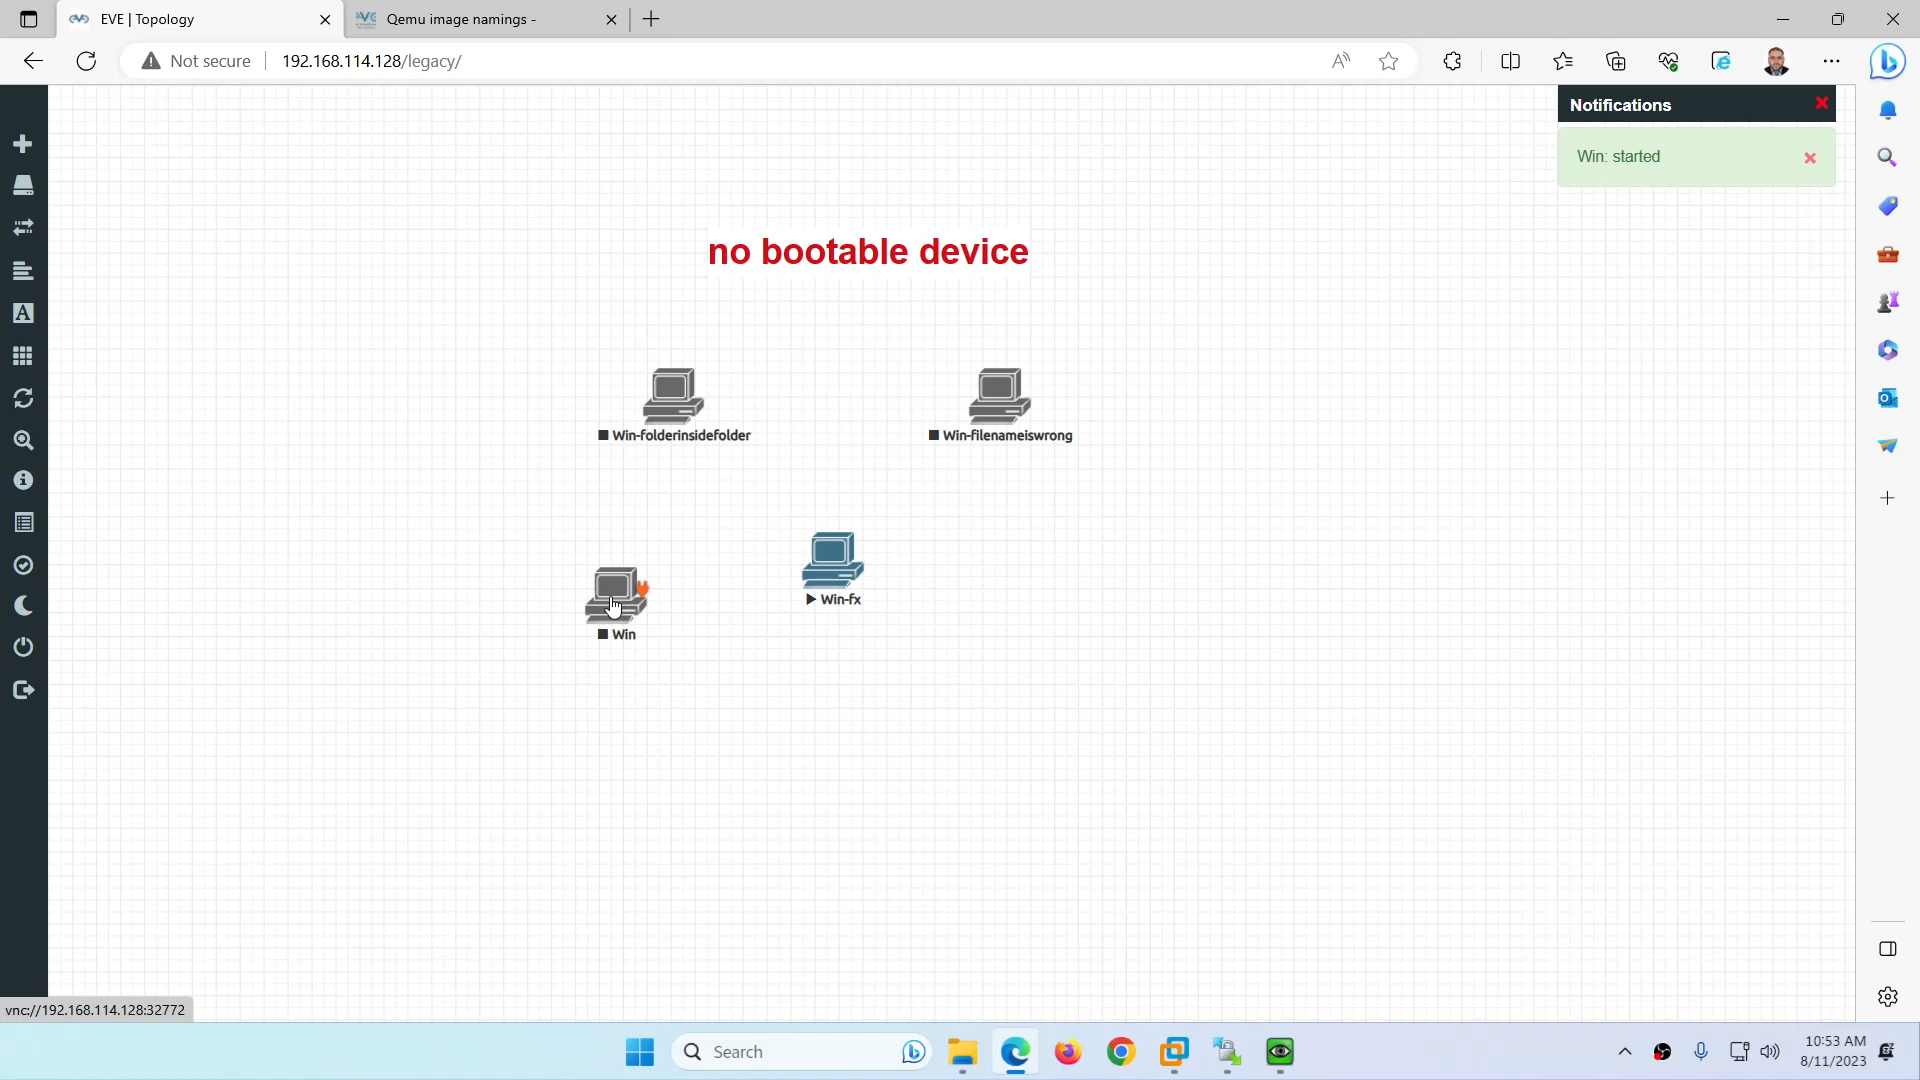 EVE | Topology
Qemu image namings -
Not secure
192.168.114.128/legacy/
Notifications
Win: started
no bootable device
Win-folderinsidefolder
Win-filenameiswrong
Win-fx
Win
vnc://192.168.114.128:32772
Search
10:53 AM
8/11/2023